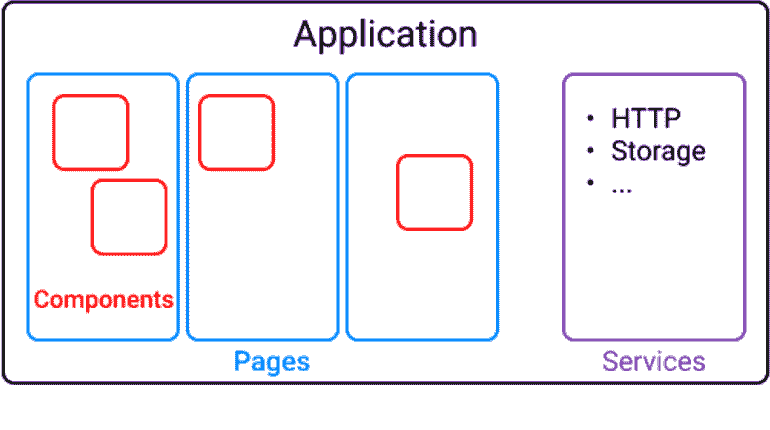 Application
• HTTP
• Storage
• ...
Components
Pages
Services